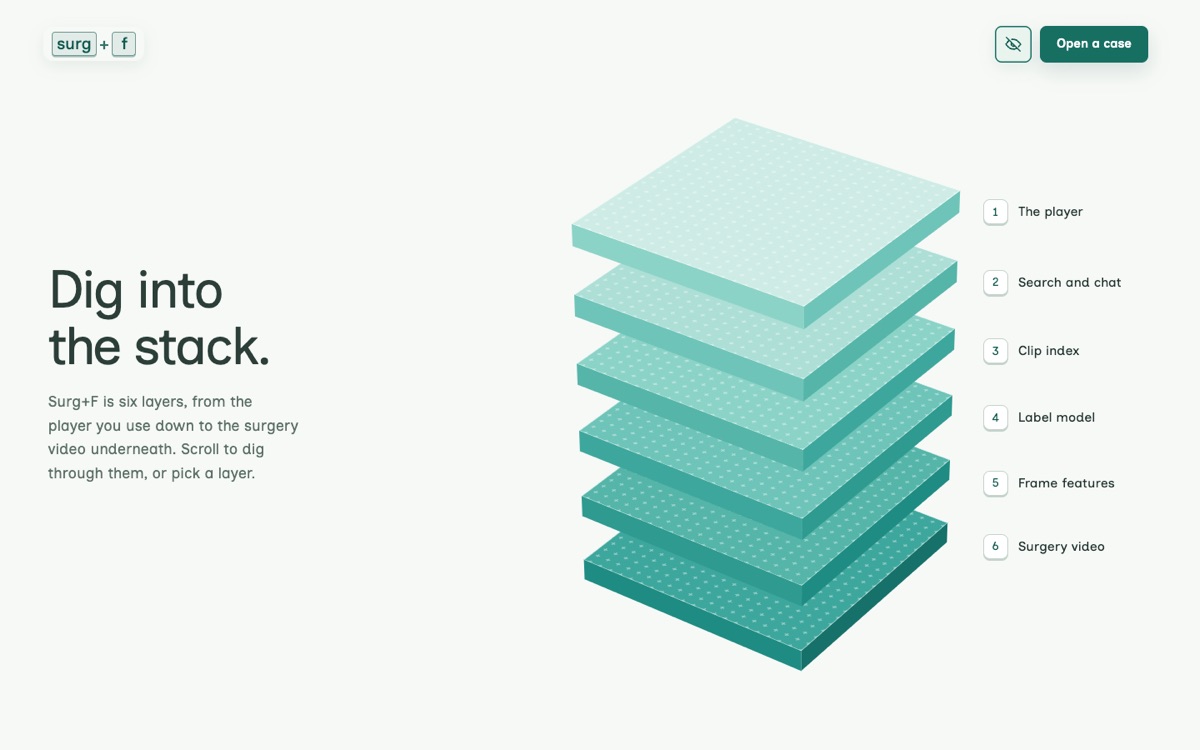 surg + f
Open a case
Dig into
the stack.
Surg+F is six layers, from the
player you use down to the surgery
video underneath. Scroll to dig
through them, or pick a layer.
1 The player
2 Search and chat
3 Clip index
4 Label model
5 Frame features
6 Surgery video